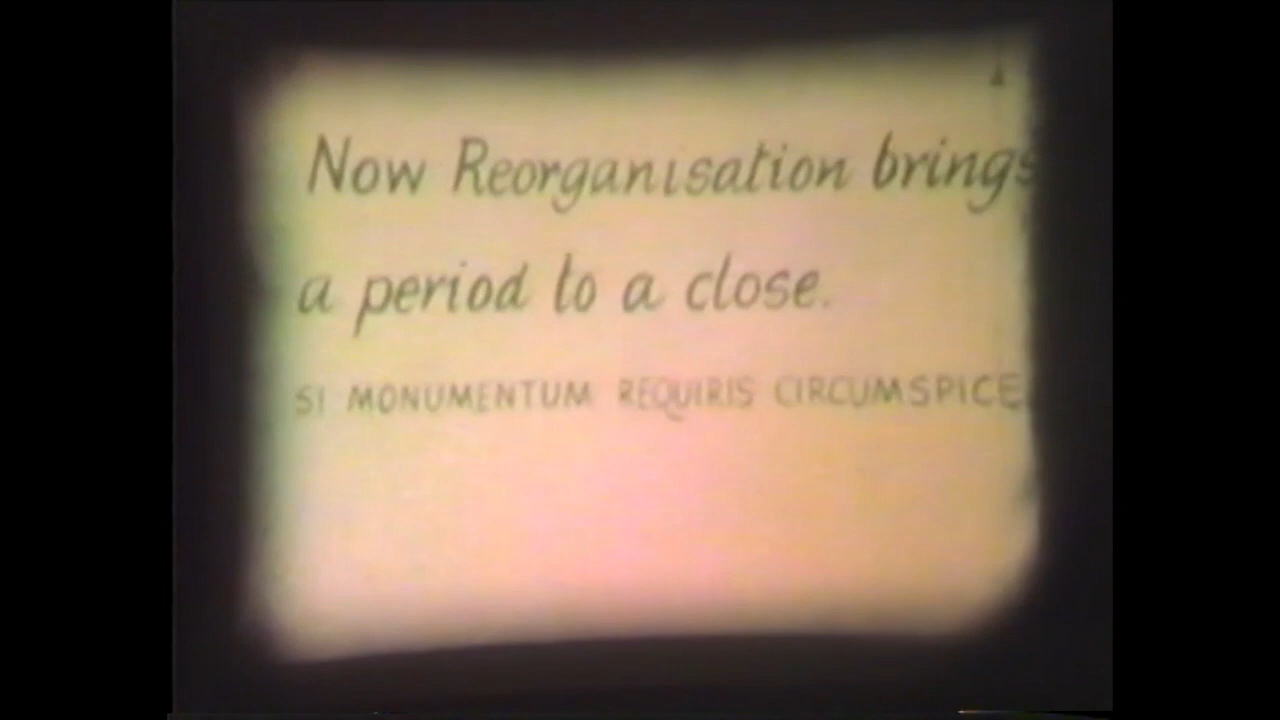 Now Reorganisation brings
a period to a close.
SI MONUMENTUM REQUIRIS CIRCUMSPICE